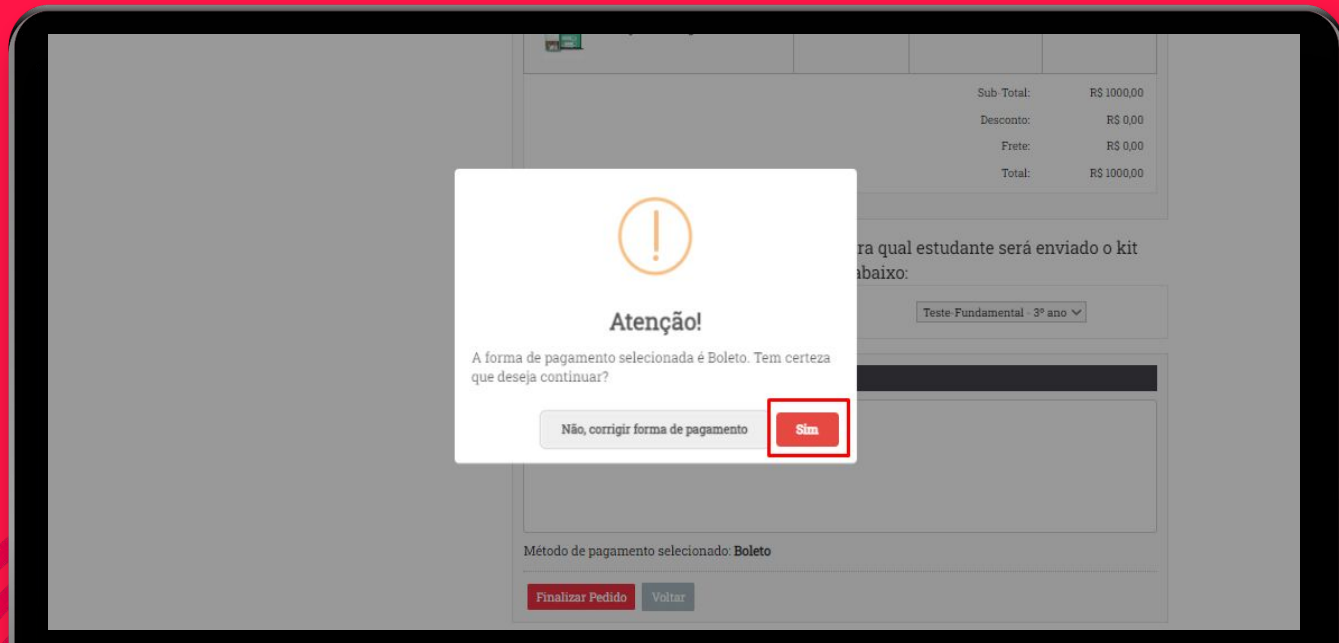 Sub-Total: R$ 1000,00
Desconto: R$ 0,00
Frete: R$ 0,00
Total: R$ 1000,00
ra qual estudante será enviado o kit
abaixo:
Teste-Fundamental - 3º ano
Atenção!
A forma de pagamento selecionada é Boleto. Tem certeza
que deseja continuar?
Não, corrigir forma de pagamento
Sim
Método de pagamento selecionado: Boleto
Finalizar Pedido
Voltar